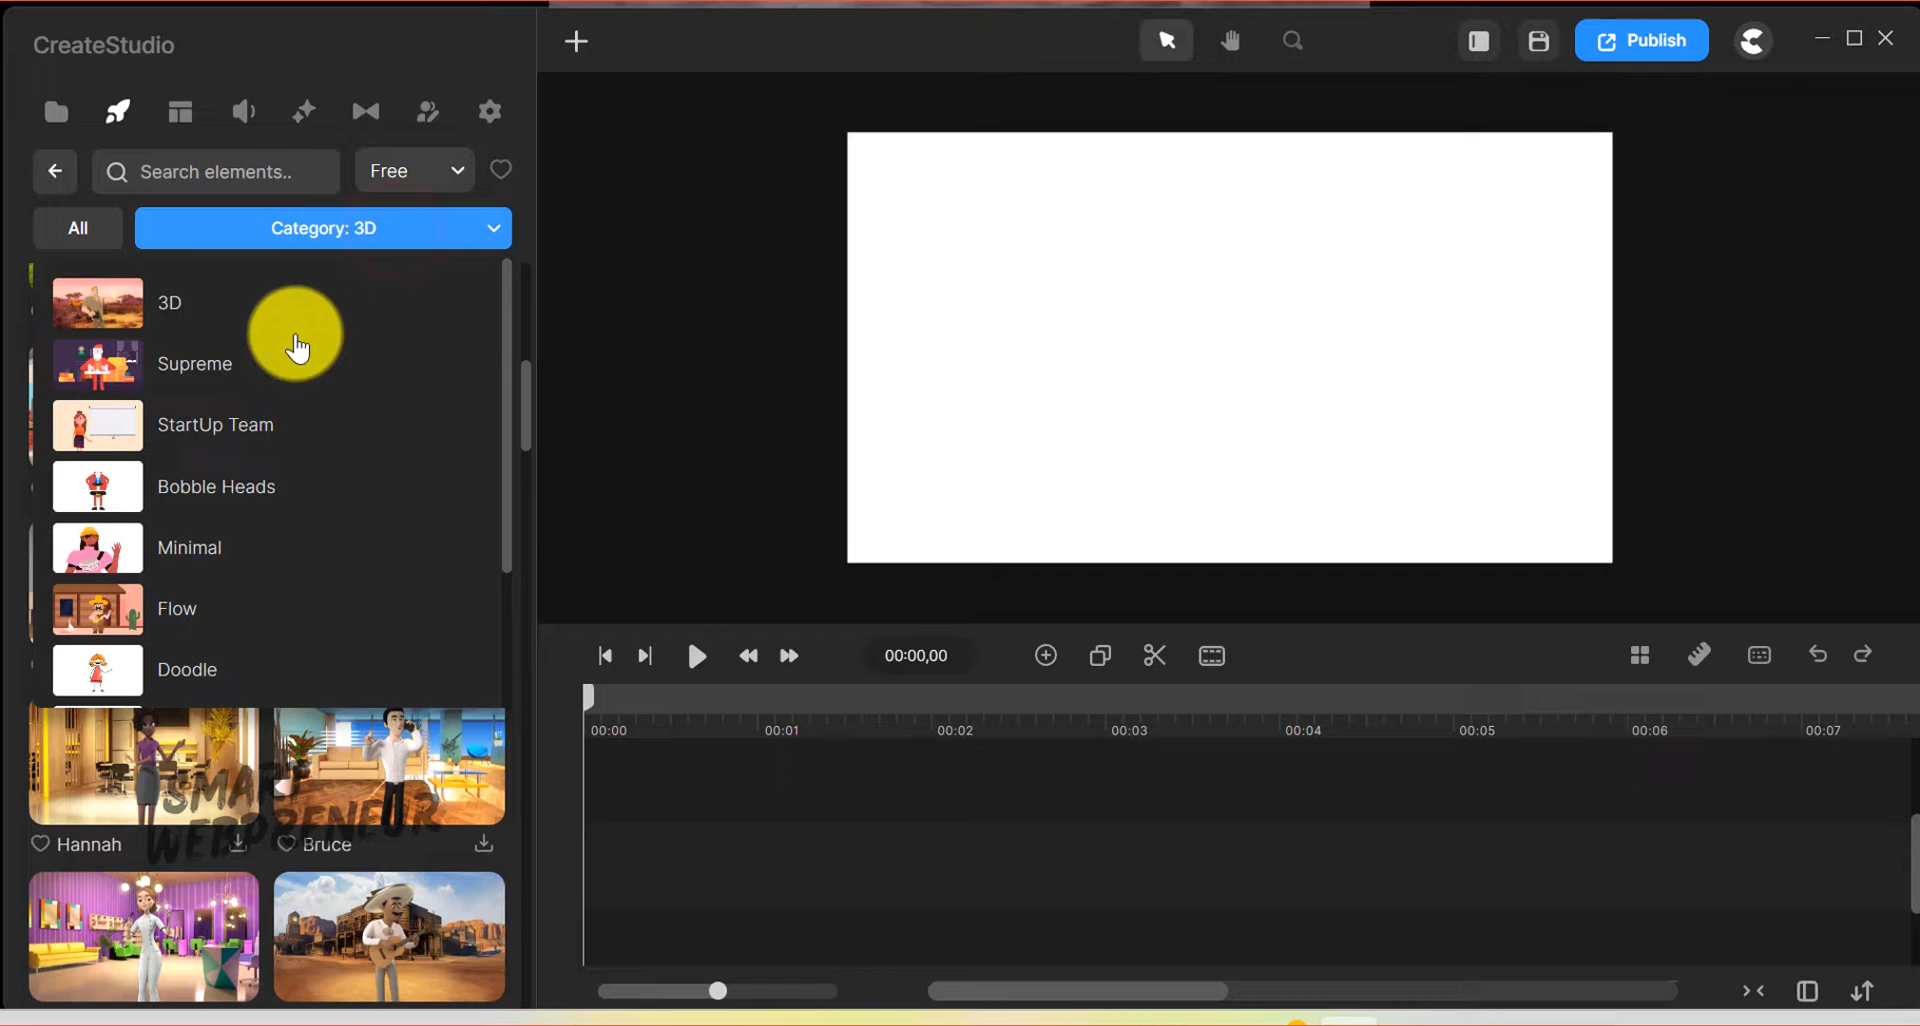 CreateStudio
Publish
Search elements..
Free
All
Category: 3D
3D
Supreme
StartUp Team
Bobble Heads
Minimal
Flow
Doodle
SMART
WEBPRENEUR
Hannah
Bruce
00:00,00
00:00
00:01
00:02
00:03
00:04
00:05
00:06
00:07